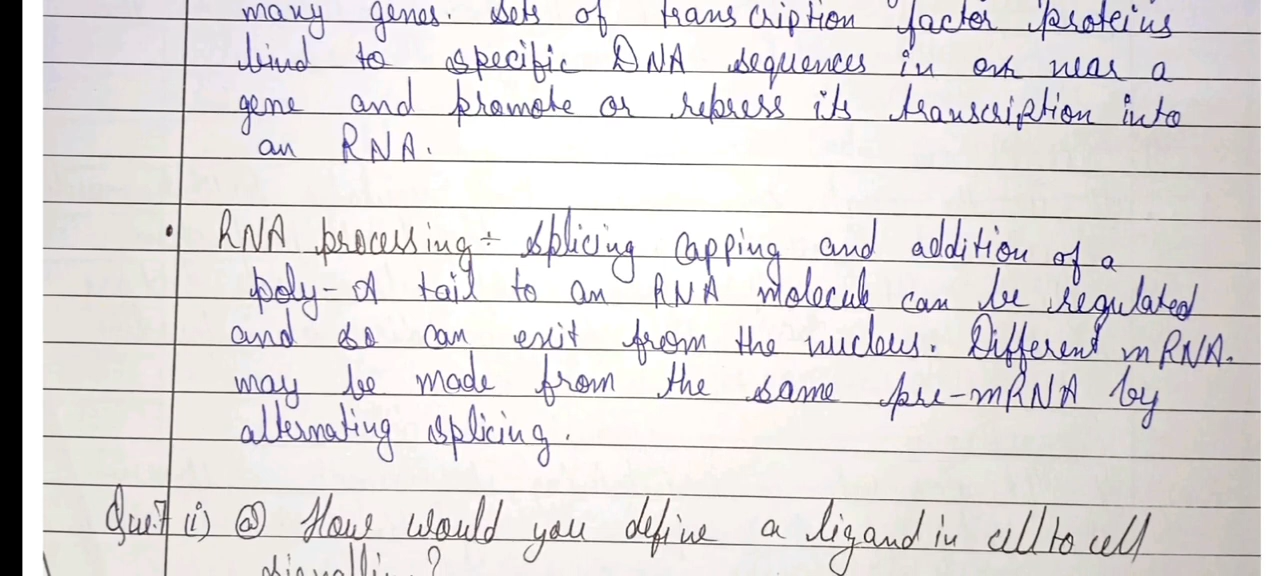 many genes. Sets of transcription factor proteins
bind to specific DNA sequences in or near a
gene and promote or repress its transcription into
an RNA.
• RNA processing ÷ Splicing capping and addition of a
poly-A tail to an RNA molecule can be regulated
and so can exit from the nucleus. Different mRNA.
may be made from the same pre-mRNA by
alternating splicing.
Que.7 (i) (a) How would you define a ligand in cell to cell
signalling?